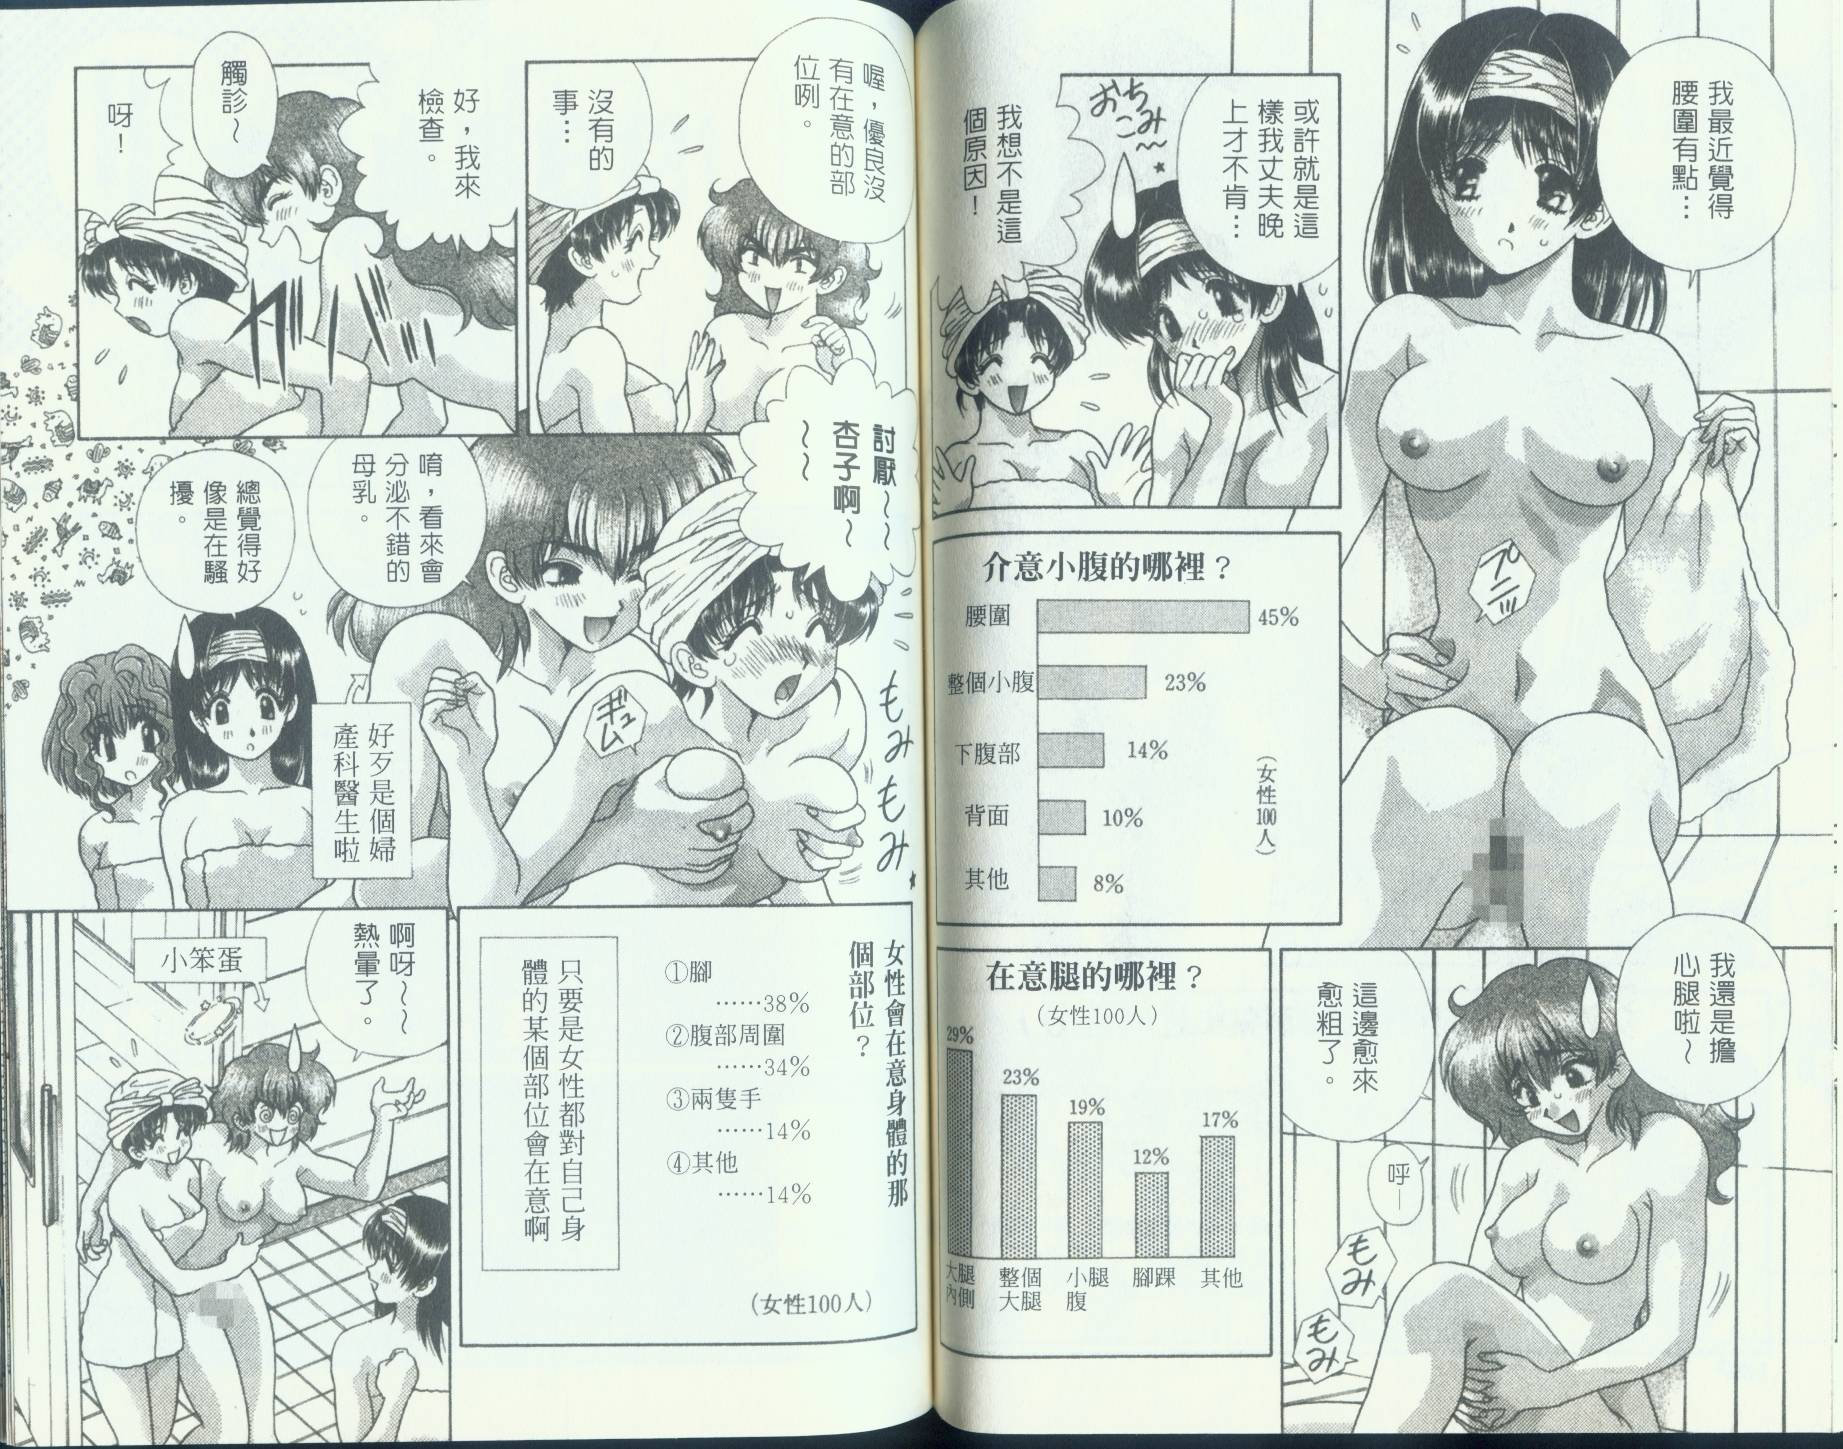 我最近覺得
腰圍有點…
プニッ
或許就是這
樣我丈夫晚
上才不肯…
おちこみ〜
我想不是這
個原因！
介意小腹的哪裡？
腰圍 45%
整個小腹 23%
下腹部 14%
背面 10%
其他 8%
（女性100人）
我還是擔
心腿啦～
這邊愈來
愈粗了。
呼—
もみ
もみ
在意腿的哪裡？
（女性100人）
29%
23%
19%
12%
17%
大腿
內側
整個
大腿
小腿
腹
腳踝
其他
喔，優良沒
有在意的部
位咧。
沒有的
事…
好，我來
檢查。
觸診～
呀！
討厭～～
杏子啊～
～～
もみもみ
ギュム
唷，看來會
分泌不錯的
母乳。
好歹是個婦
產科醫生啦
總覺得好
像是在騷
擾。
女性會在意身體的那
個部位？
①腳
……38%
②腹部周圍
……34%
③兩隻手
……14%
④其他
……14%
只要是女性都對自己身
體的某個部位會在意啊
（女性100人）
啊呀～～
熱暈了。
小笨蛋